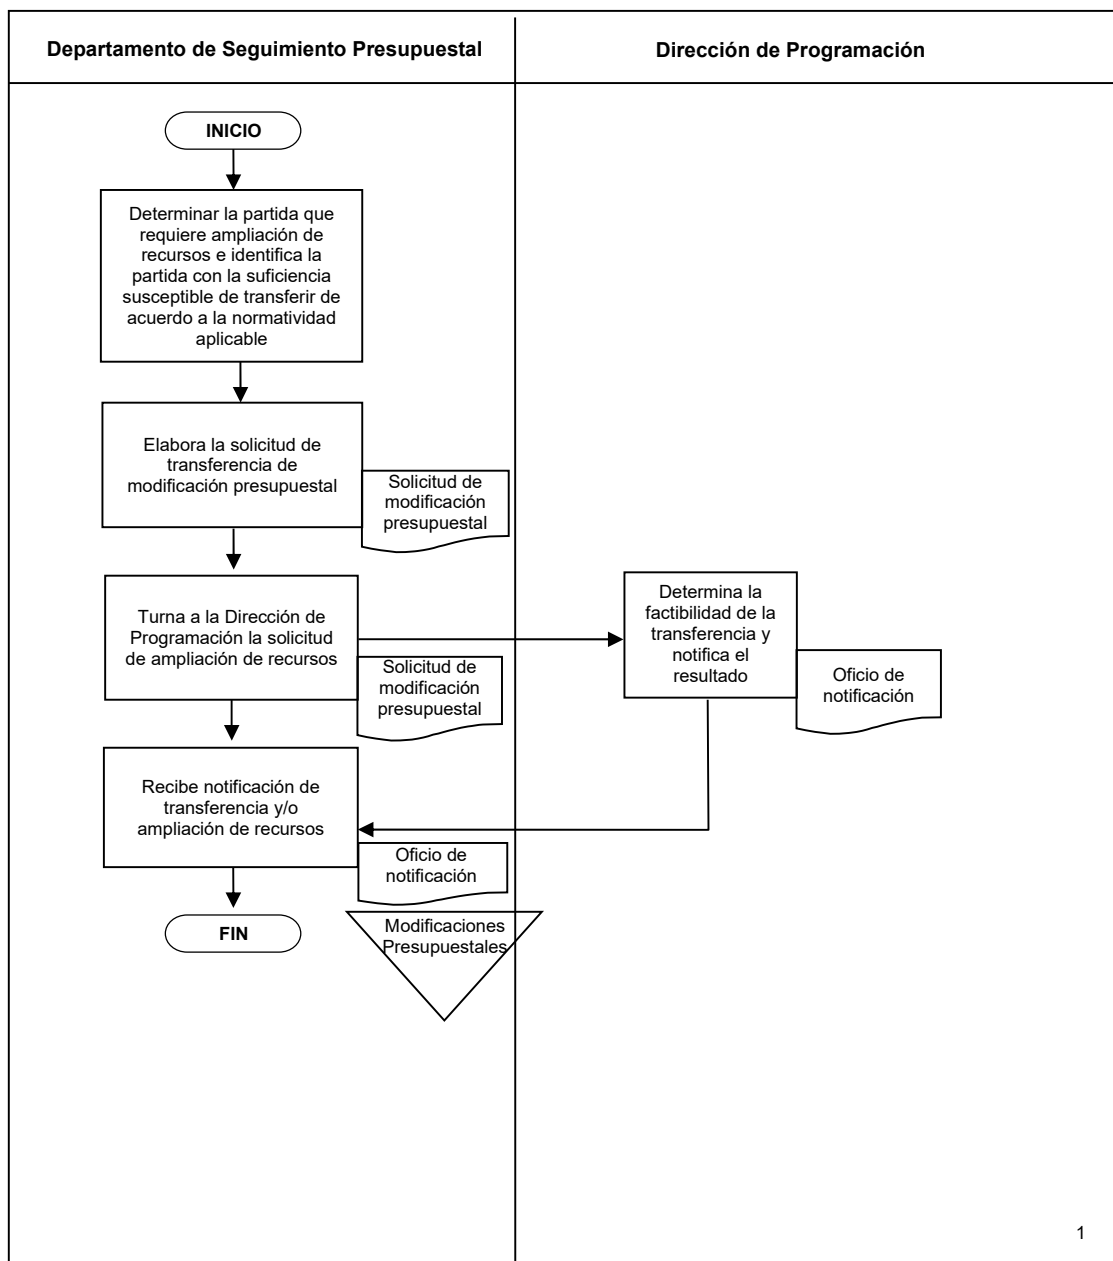 Departamento de Seguimiento Presupuestal
Dirección de Programación
INICIO
Determinar la partida que
requiere ampliación de
recursos e identifica la
partida con la suficiencia
susceptible de transferir de
acuerdo a la normatividad
aplicable
Elabora la solicitud de
transferencia de
modificación presupuestal
Solicitud de
modificación
presupuestal
Turna a la Dirección de
Programación la solicitud
de ampliación de recursos
Solicitud de
modificación
presupuestal
Determina la
factibilidad de la
transferencia y
notifica el
resultado
Oficio de
notificación
Recibe notificación de
transferencia y/o
ampliación de recursos
Oficio de
notificación
FIN
Modificaciones
Presupuestales
1